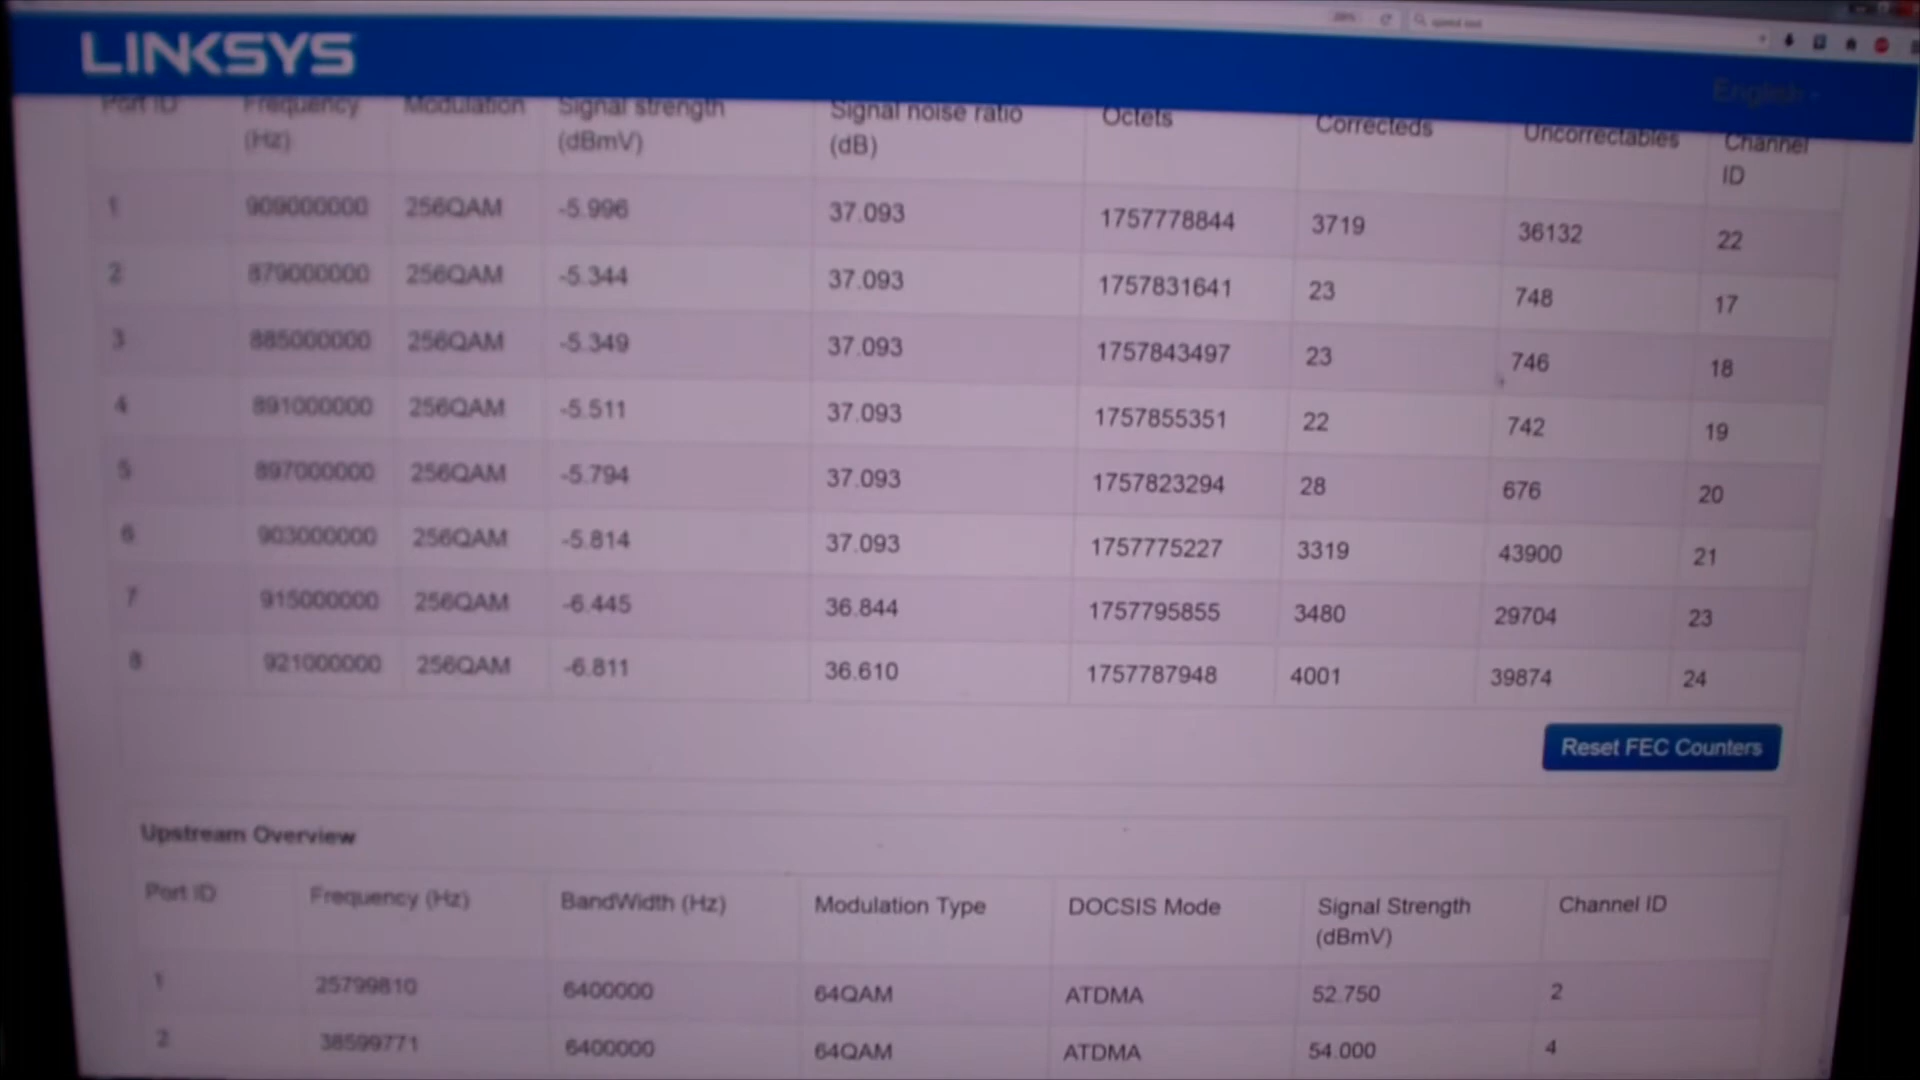 LINKSYS
English
Port ID Frequency (Hz) Modulation Signal strength (dBmV) Signal noise ratio (dB) Octets Correcteds Uncorrectables Channel ID
1 909000000 256QAM -5.996 37.093 1757778844 3719 36132 22
2 879000000 256QAM -5.344 37.093 1757831641 23 748 17
3 885000000 256QAM -5.349 37.093 1757843497 23 746 18
4 891000000 256QAM -5.511 37.093 1757855351 22 742 19
5 897000000 256QAM -5.794 37.093 1757823294 28 676 20
6 903000000 256QAM -5.814 37.093 1757775227 3319 43900 21
7 915000000 256QAM -6.445 36.844 1757795855 3480 29704 23
8 921000000 256QAM -6.811 36.610 1757787948 4001 39874 24
Reset FEC Counters
Upstream Overview
Port ID Frequency (Hz) BandWidth (Hz) Modulation Type DOCSIS Mode Signal Strength (dBmV) Channel ID
1 25799810 6400000 64QAM ATDMA 52.750 2
2 38599771 6400000 64QAM ATDMA 54.000 4